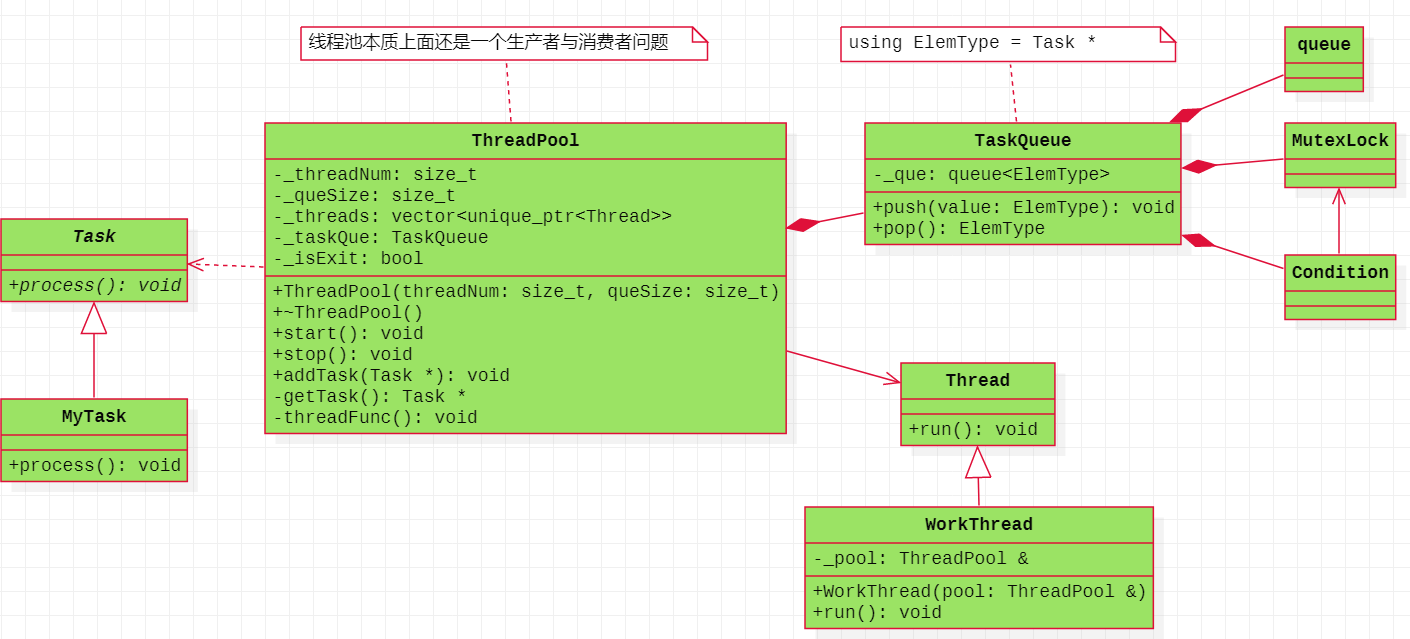 线程池本质上面还是一个生产者与消费者问题
using ElemType = Task *
queue
ThreadPool
-_threadNum: size_t
-_queSize: size_t
-_threads: vector<unique_ptr<Thread>>
-_taskQue: TaskQueue
-_isExit: bool
+ThreadPool(threadNum: size_t, queSize: size_t)
+~ThreadPool()
+start(): void
+stop(): void
+addTask(Task *): void
-getTask(): Task *
-threadFunc(): void
TaskQueue
-_que: queue<ElemType>
+push(value: ElemType): void
+pop(): ElemType
MutexLock
Condition
Task
+process(): void
MyTask
+process(): void
Thread
+run(): void
WorkThread
-_pool: ThreadPool &
+WorkThread(pool: ThreadPool &)
+run(): void